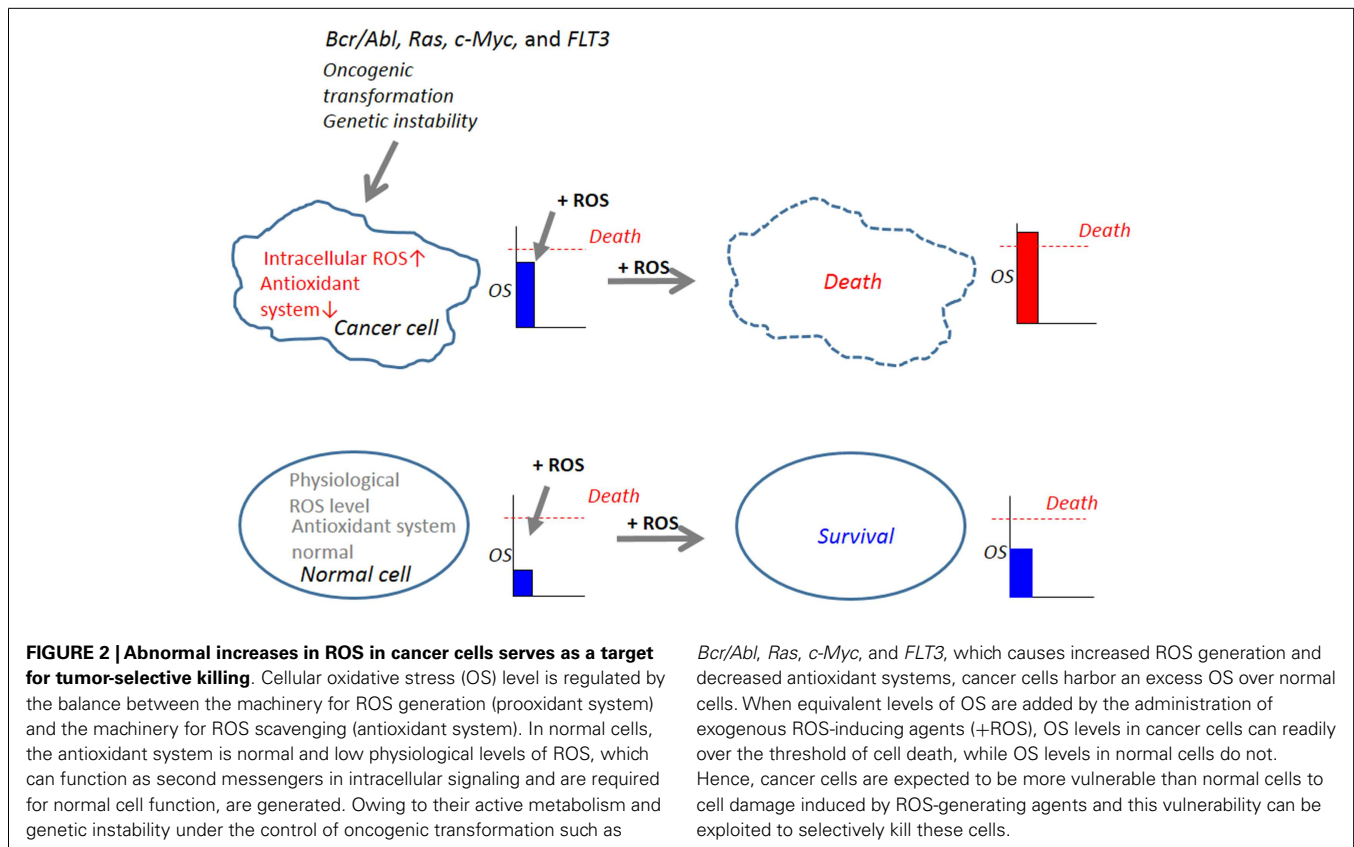 Bcr/Abl, Ras, c-Myc, and FLT3
Oncogenic
transformation
Genetic instability
Intracellular ROS↑
Antioxidant
system↓
Cancer cell
+ ROS
Death
OS
+ ROS
Death
Death
OS
Physiological
ROS level
Antioxidant system
normal
Normal cell
+ ROS
Death
OS
+ ROS
Survival
Death
OS
FIGURE 2 | Abnormal increases in ROS in cancer cells serves as a target
for tumor-selective killing. Cellular oxidative stress (OS) level is regulated by
the balance between the machinery for ROS generation (prooxidant system)
and the machinery for ROS scavenging (antioxidant system). In normal cells,
the antioxidant system is normal and low physiological levels of ROS, which
can function as second messengers in intracellular signaling and are required
for normal cell function, are generated. Owing to their active metabolism and
genetic instability under the control of oncogenic transformation such as
Bcr/Abl, Ras, c-Myc, and FLT3, which causes increased ROS generation and
decreased antioxidant systems, cancer cells harbor an excess OS over normal
cells. When equivalent levels of OS are added by the administration of
exogenous ROS-inducing agents (+ROS), OS levels in cancer cells can readily
over the threshold of cell death, while OS levels in normal cells do not.
Hence, cancer cells are expected to be more vulnerable than normal cells to
cell damage induced by ROS-generating agents and this vulnerability can be
exploited to selectively kill these cells.